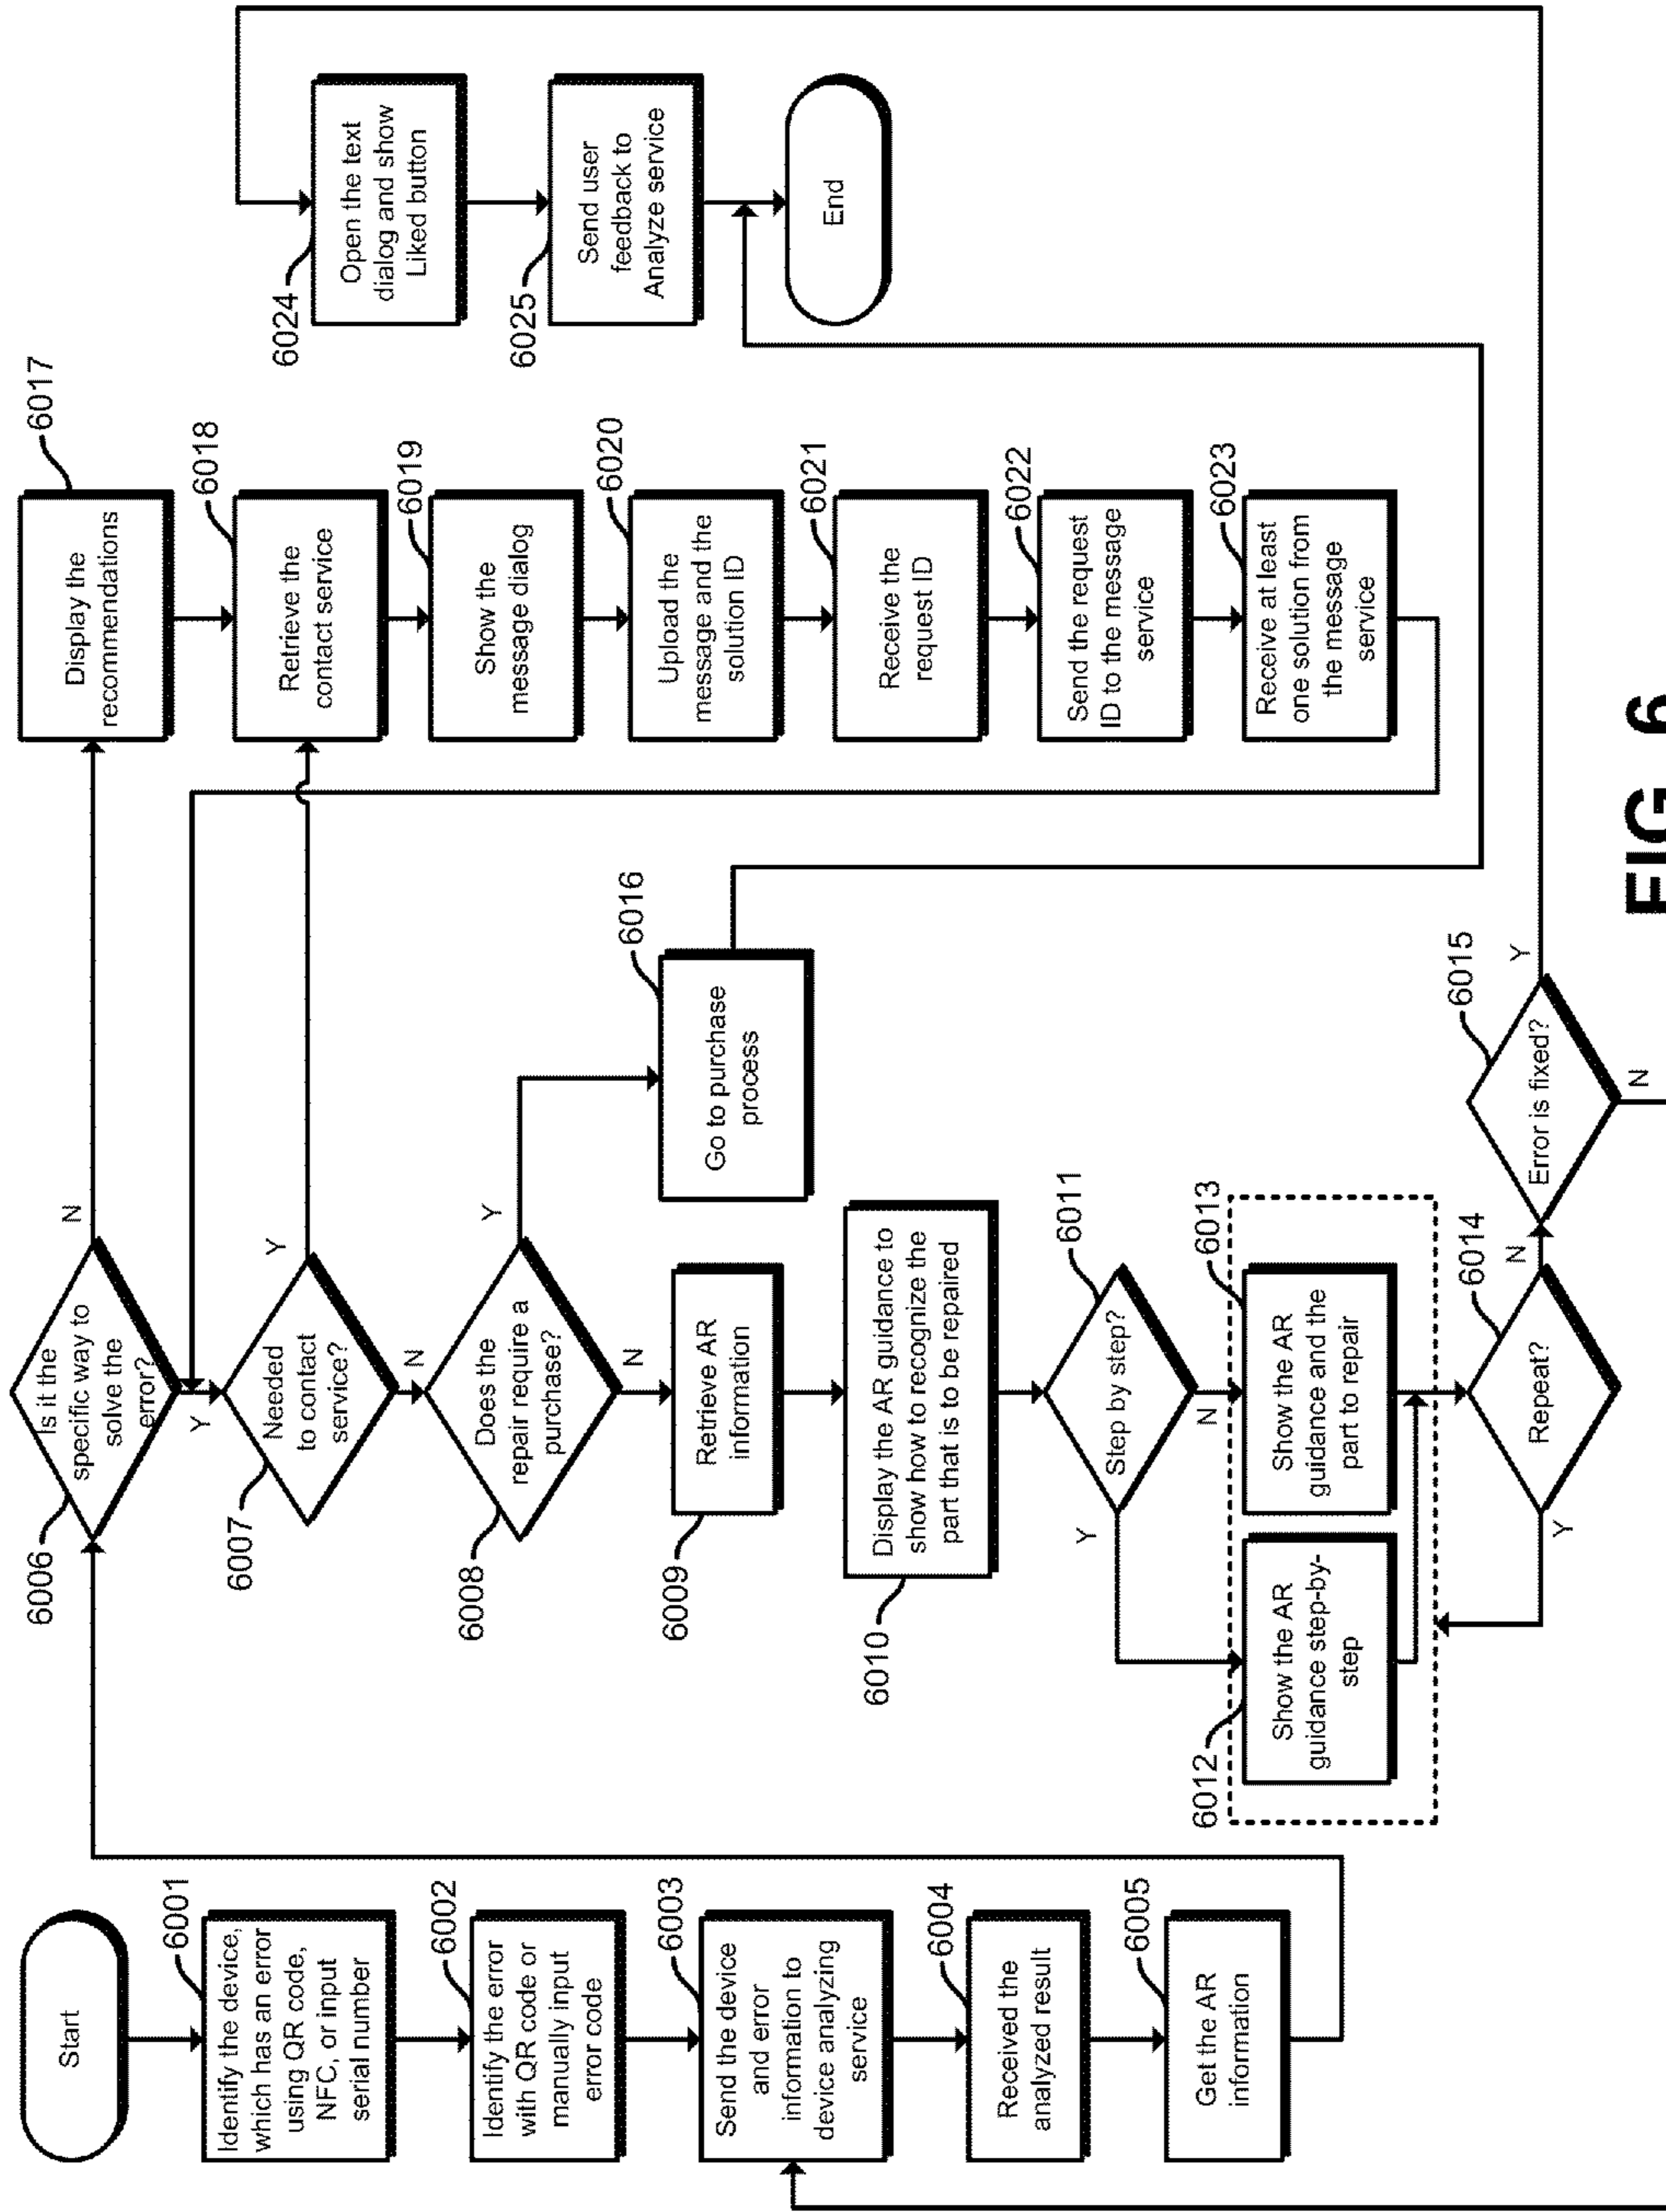 Start
6001
Identify the device,
which has an error
using QR code,
NFC, or input
serial number
6002
Identify the error
with QR code or
manually input
error code
6003
Send the device
and error
information to
device analyzing
service
6004
Received the
analyzed result
6005
Get the AR
information
6006
Is it the
specific way to
solve the
error?
N
Y
6007
Needed
to contact
service?
Y
N
6008
Does the
repair require a
purchase?
Y
N
6009
Retrieve AR
information
6010
Display the AR guidance to
show how to recognize the
part that is to be repaired
6011
Step by step?
Y
N
6012
Show the AR
guidance step-by-
step
6013
Show the AR
guidance and the
part to repair
6014
Repeat?
Y
N
6015
Error is fixed?
Y
N
6016
Go to purchase
process
6017
Display the
recommendations
6018
Retrieve the
contact service
6019
Show the
message dialog
6020
Upload the
message and the
solution ID
6021
Receive the
request ID
6022
Send the request
ID to the message
service
6023
Receive at least
one solution from
the message
service
6024
Open the text
dialog and show
Liked button
6025
Send user
feedback to
Analyze service
End
FIG. 6